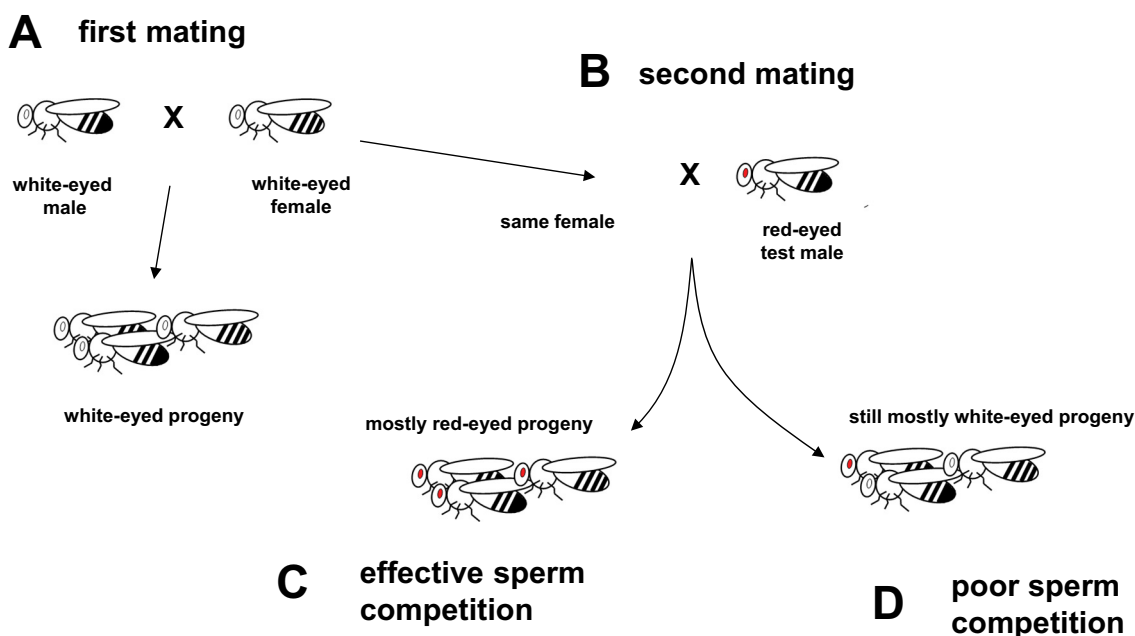 A first mating
B second mating
X
white-eyed
male
white-eyed
female
X
same female
red-eyed
test male
white-eyed progeny
mostly red-eyed progeny
still mostly white-eyed progeny
C effective sperm
competition
D poor sperm
competition